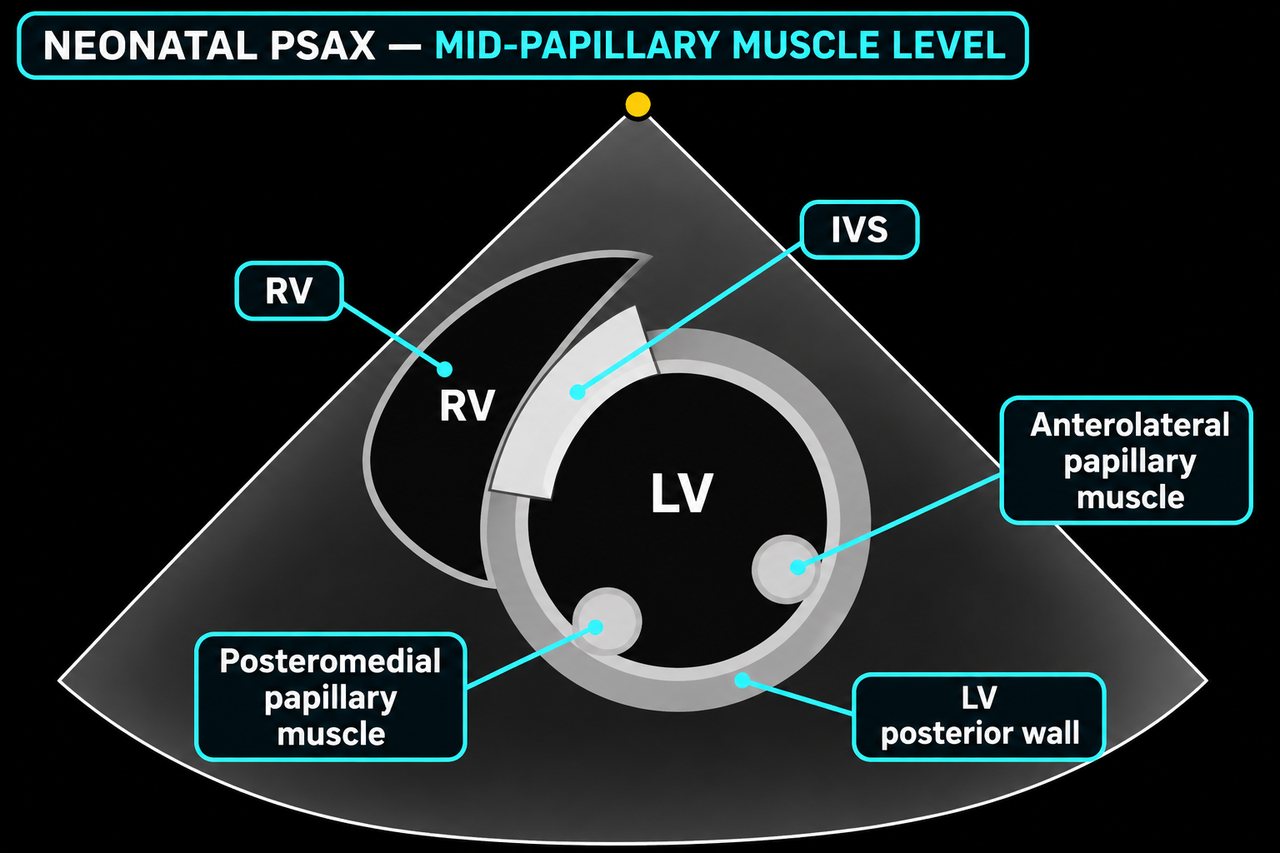 NEONATAL PSAX — MID-PAPILLARY MUSCLE LEVEL
IVS
RV
RV
Anterolateral
papillary
muscle
LV
Posteromedial
papillary
muscle
LV
posterior wall